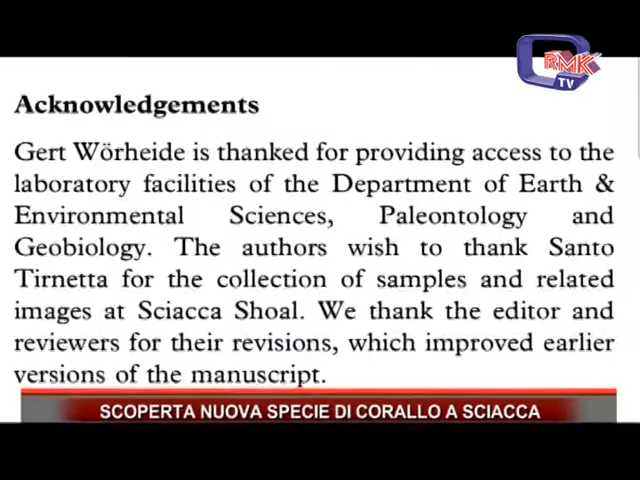 RMK
TV
Acknowledgements
Gert Wörheide is thanked for providing access to the
laboratory facilities of the Department of Earth &
Environmental Sciences, Paleontology and
Geobiology. The authors wish to thank Santo
Tirnetta for the collection of samples and related
images at Sciacca Shoal. We thank the editor and
reviewers for their revisions, which improved earlier
versions of the manuscript.
SCOPERTA NUOVA SPECIE DI CORALLO A SCIACCA